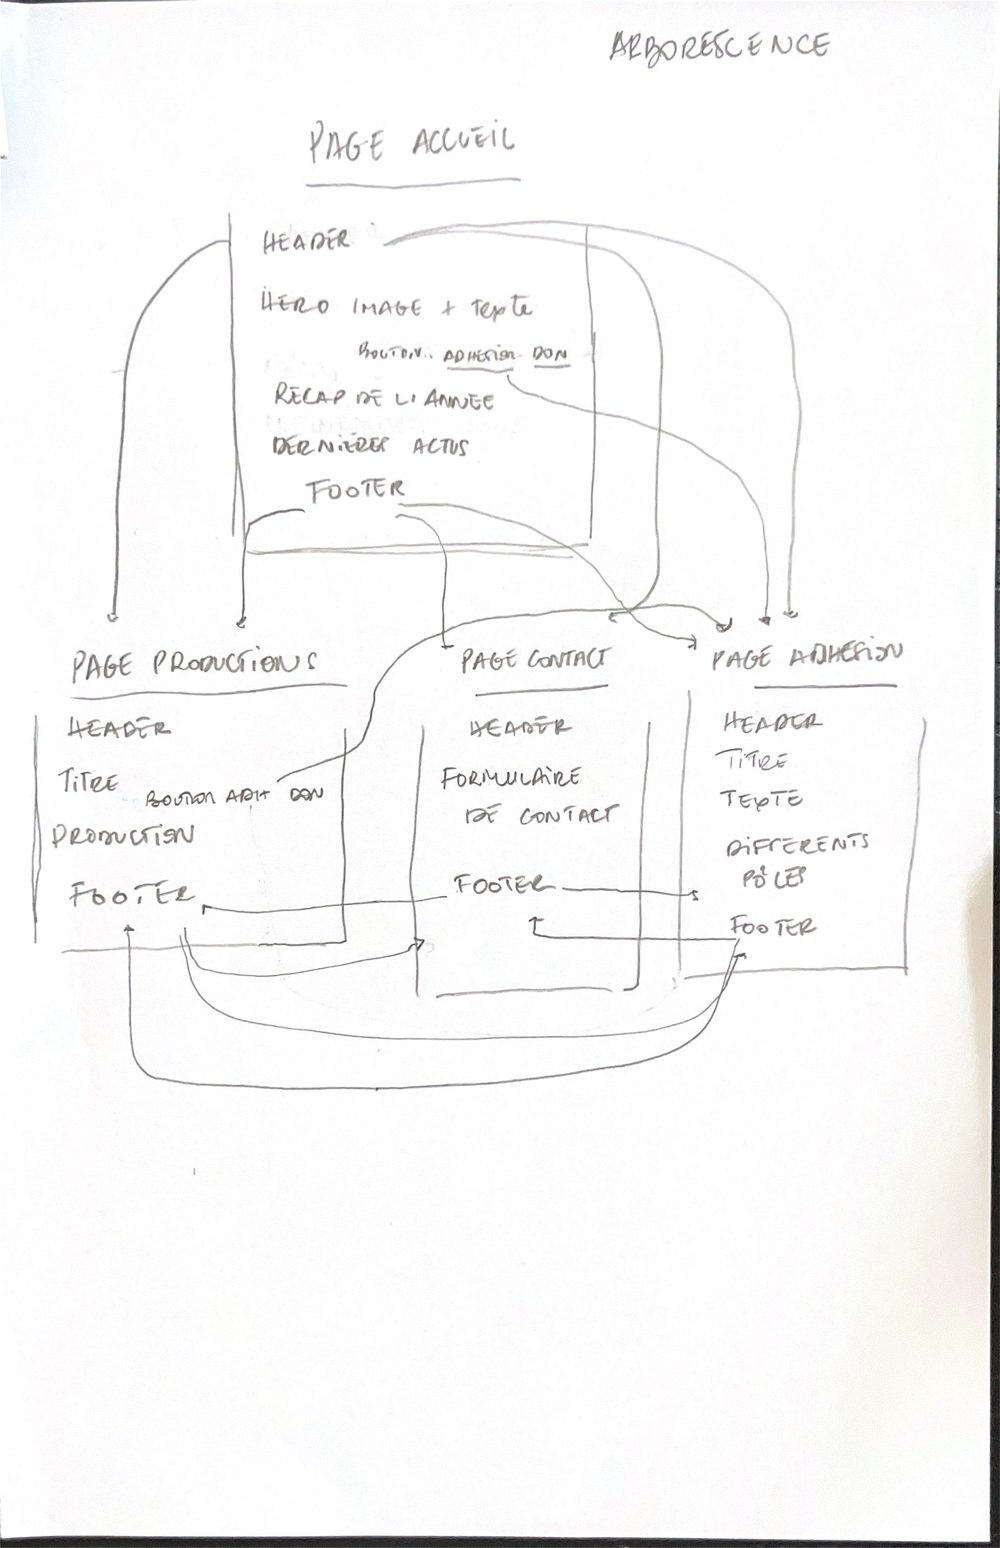 ARBORESCENCE
PAGE ACCUEIL
HEADER
HERO IMAGE + Texte
BOUTON.. ADHESION DON
RECAP DE L'ANNEE
DERNIÈRES ACTUS
FOOTER
PAGE PRODUCTIONS
HEADER
TITRE
BOUTON ADH DON
PRODUCTION
FOOTER
PAGE CONTACT
HEADER
FORMULAIRE
DE CONTACT
FOOTER
PAGE ADHESION
HEADER
TITRE
TEXTE
DIFFERENTS
PÔLES
FOOTER